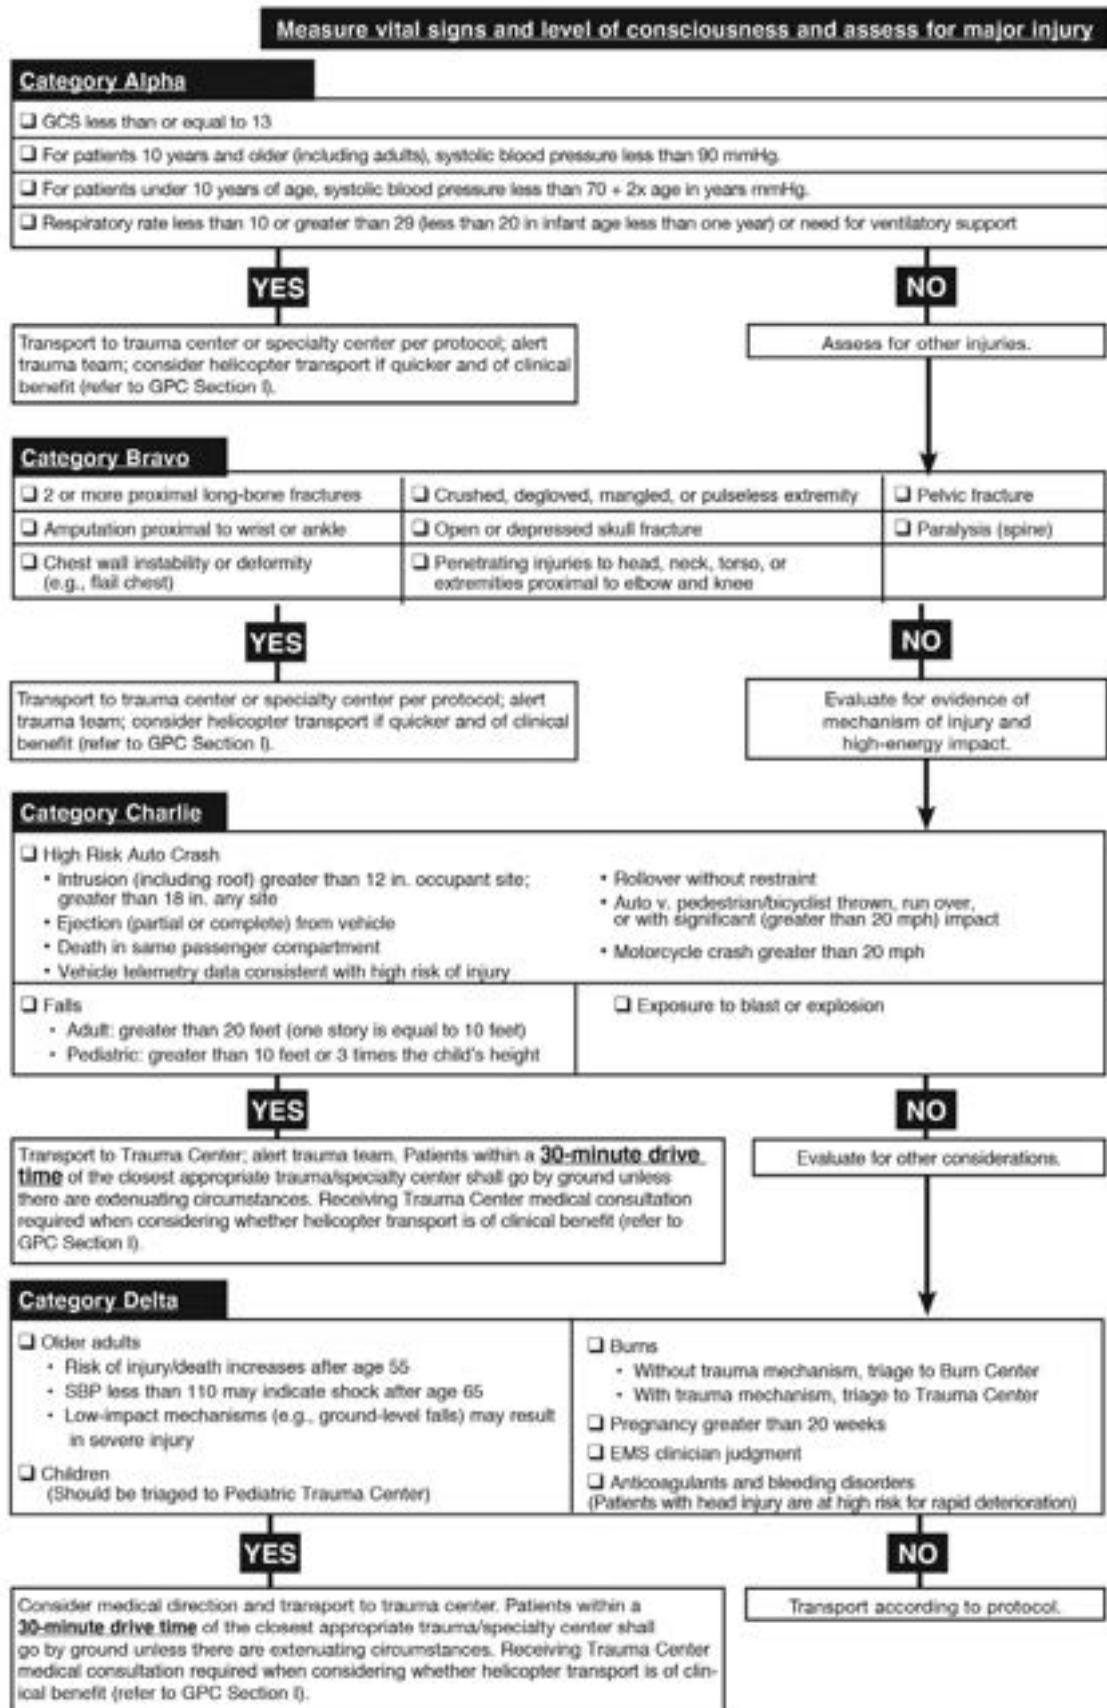 Measure vital signs and level of consciousness and assess for major injury
Category Alpha
❑ GCS less than or equal to 13
❑ For patients 10 years and older (including adults), systolic blood pressure less than 90 mmHg.
❑ For patients under 10 years of age, systolic blood pressure less than 70 + 2x age in years mmHg.
❑ Respiratory rate less than 10 or greater than 29 (less than 20 in infant age less than one year) or need for ventilatory support
YES
NO
Transport to trauma center or specialty center per protocol; alert
trauma team; consider helicopter transport if quicker and of clinical
benefit (refer to GPC Section I).
Assess for other injuries.
Category Bravo
❑ 2 or more proximal long-bone fractures
❑ Crushed, degloved, mangled, or pulseless extremity
❑ Pelvic fracture
❑ Amputation proximal to wrist or ankle
❑ Open or depressed skull fracture
❑ Paralysis (spine)
❑ Chest wall instability or deformity
(e.g., flail chest)
❑ Penetrating injuries to head, neck, torso, or
extremities proximal to elbow and knee
YES
NO
Transport to trauma center or specialty center per protocol; alert
trauma team; consider helicopter transport if quicker and of clinical
benefit (refer to GPC Section I).
Evaluate for evidence of
mechanism of injury and
high-energy impact.
Category Charlie
❑ High Risk Auto Crash
• Intrusion (including root) greater than 12 in. occupant site;
greater than 18 in. any site
• Ejection (partial or complete) from vehicle
• Death in same passenger compartment
• Vehicle telemetry data consistent with high risk of injury
• Rollover without restraint
• Auto v. pedestrian/bicyclist thrown, run over,
or with significant (greater than 20 mph) impact
• Motorcycle crash greater than 20 mph
❑ Falls
• Adult: greater than 20 feet (one story is equal to 10 feet)
• Pediatric: greater than 10 feet or 3 times the child's height
❑ Exposure to blast or explosion
YES
NO
Transport to Trauma Center; alert trauma team. Patients within a 30-minute drive
time of the closest appropriate trauma/specialty center shall go by ground unless
there are extenuating circumstances. Receiving Trauma Center medical consultation
required when considering whether helicopter transport is of clinical benefit (refer to
GPC Section I).
Evaluate for other considerations.
Category Delta
❑ Older adults
• Risk of injury/death increases after age 55
• SBP less than 110 may indicate shock after age 65
• Low-impact mechanisms (e.g., ground-level falls) may result
in severe injury
❑ Children
(Should be triaged to Pediatric Trauma Center)
❑ Burns
• Without trauma mechanism, triage to Burn Center
• With trauma mechanism, triage to Trauma Center
❑ Pregnancy greater than 20 weeks
❑ EMS clinician judgment
❑ Anticoagulants and bleeding disorders
(Patients with head injury are at high risk for rapid deterioration)
YES
NO
Consider medical direction and transport to trauma center. Patients within a
30-minute drive time of the closest appropriate trauma/specialty center shall
go by ground unless there are extenuating circumstances. Receiving Trauma Center
medical consultation required when considering whether helicopter transport is of clin-
ical benefit (refer to GPC Section I).
Transport according to protocol.